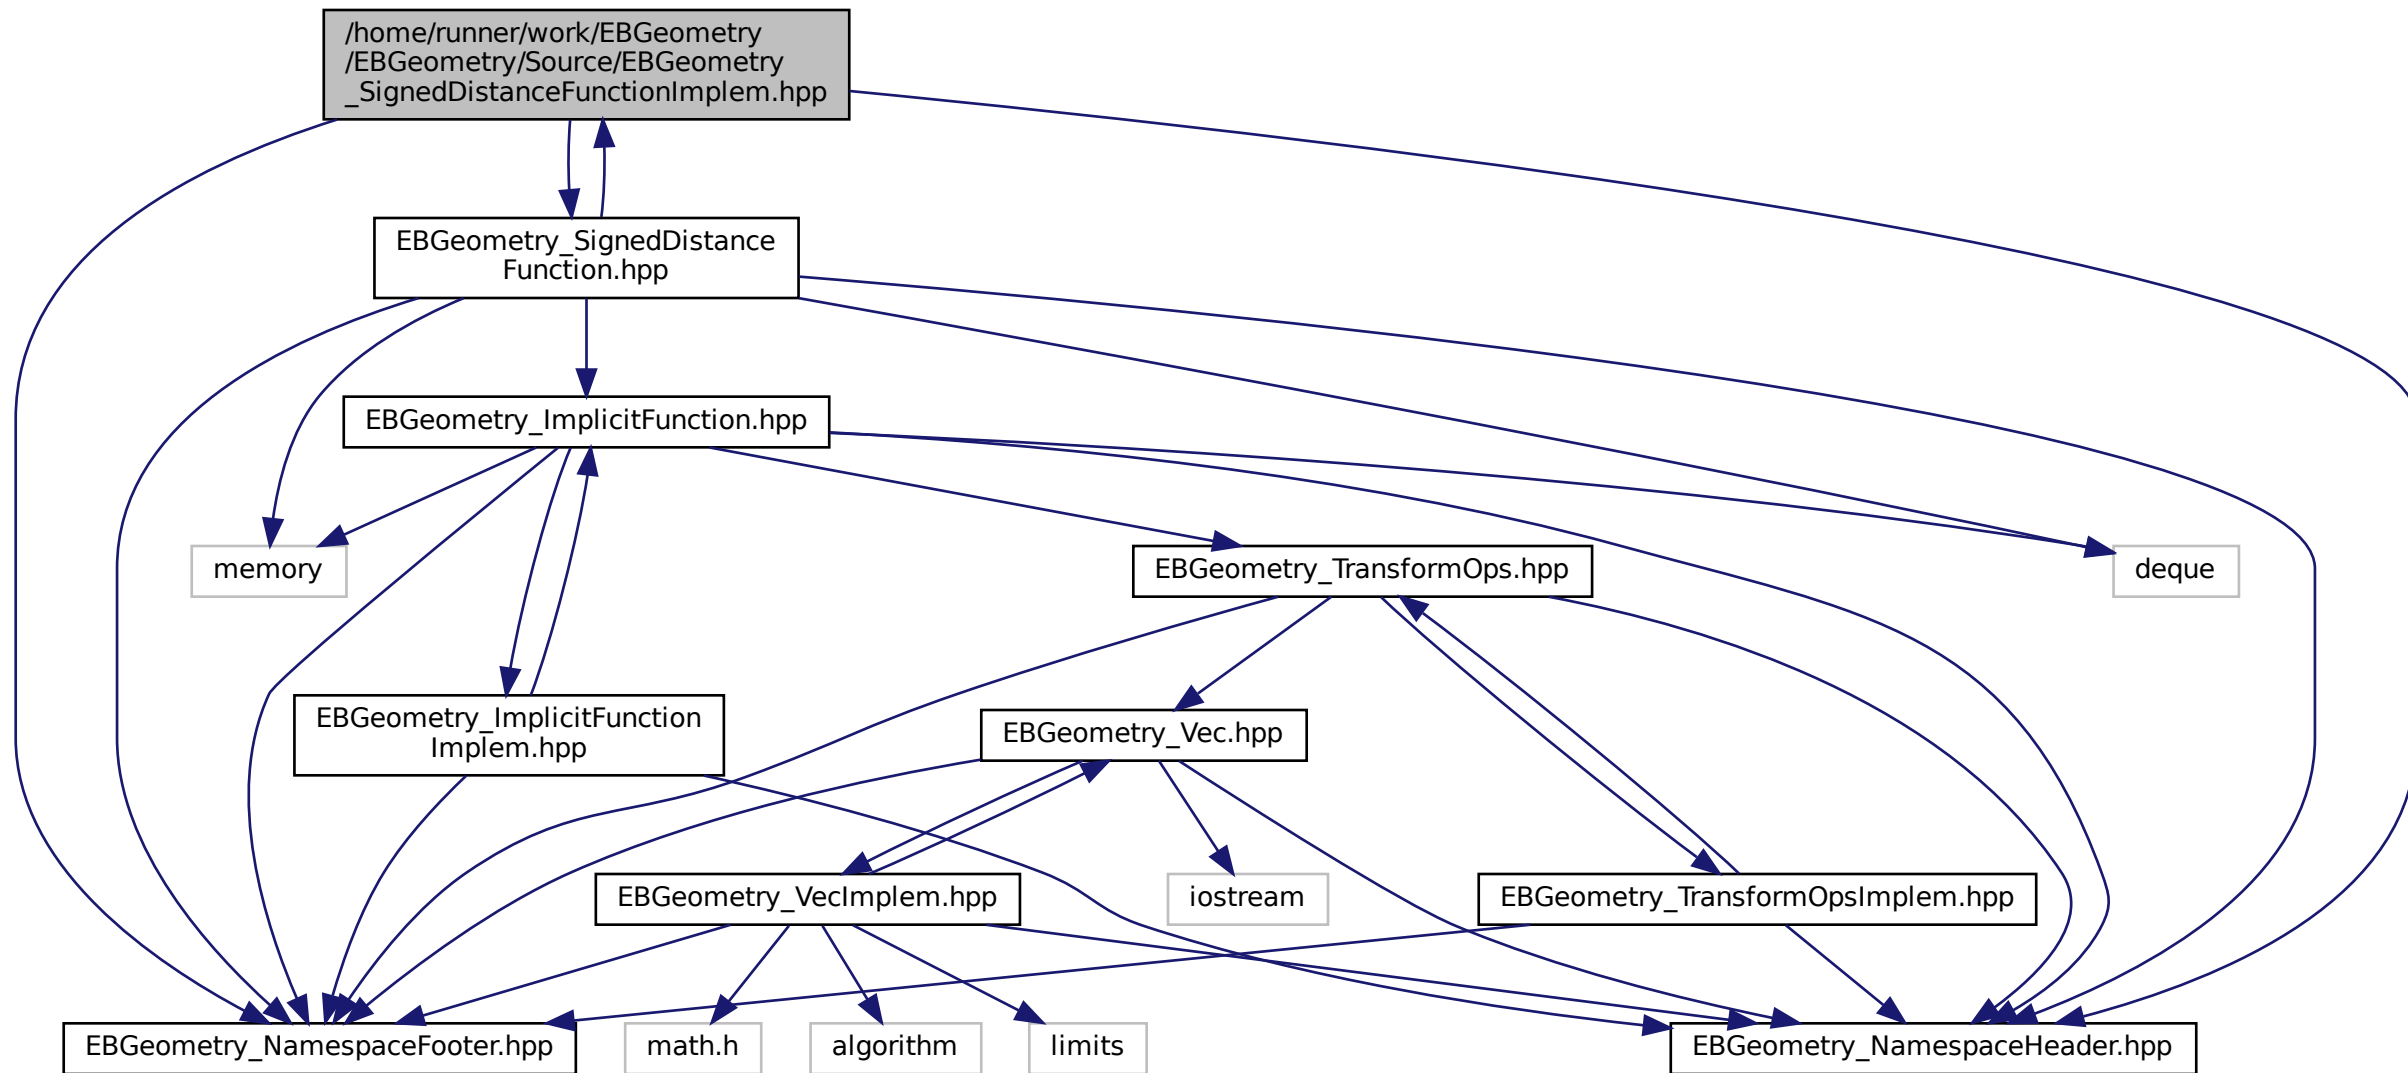 /home/runner/work/EBGeometry
/EBGeometry/Source/EBGeometry
_SignedDistanceFunctionImplem.hpp
EBGeometry_SignedDistance
Function.hpp
EBGeometry_ImplicitFunction.hpp
memory
EBGeometry_TransformOps.hpp
deque
EBGeometry_ImplicitFunction
Implem.hpp
EBGeometry_Vec.hpp
EBGeometry_VecImplem.hpp
iostream
EBGeometry_TransformOpsImplem.hpp
EBGeometry_NamespaceFooter.hpp
math.h
algorithm
limits
EBGeometry_NamespaceHeader.hpp